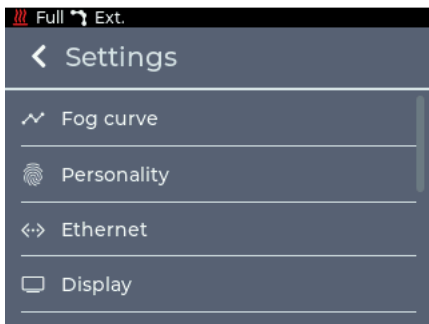 Full Ext.
Settings
Fog curve
Personality
Ethernet
Display